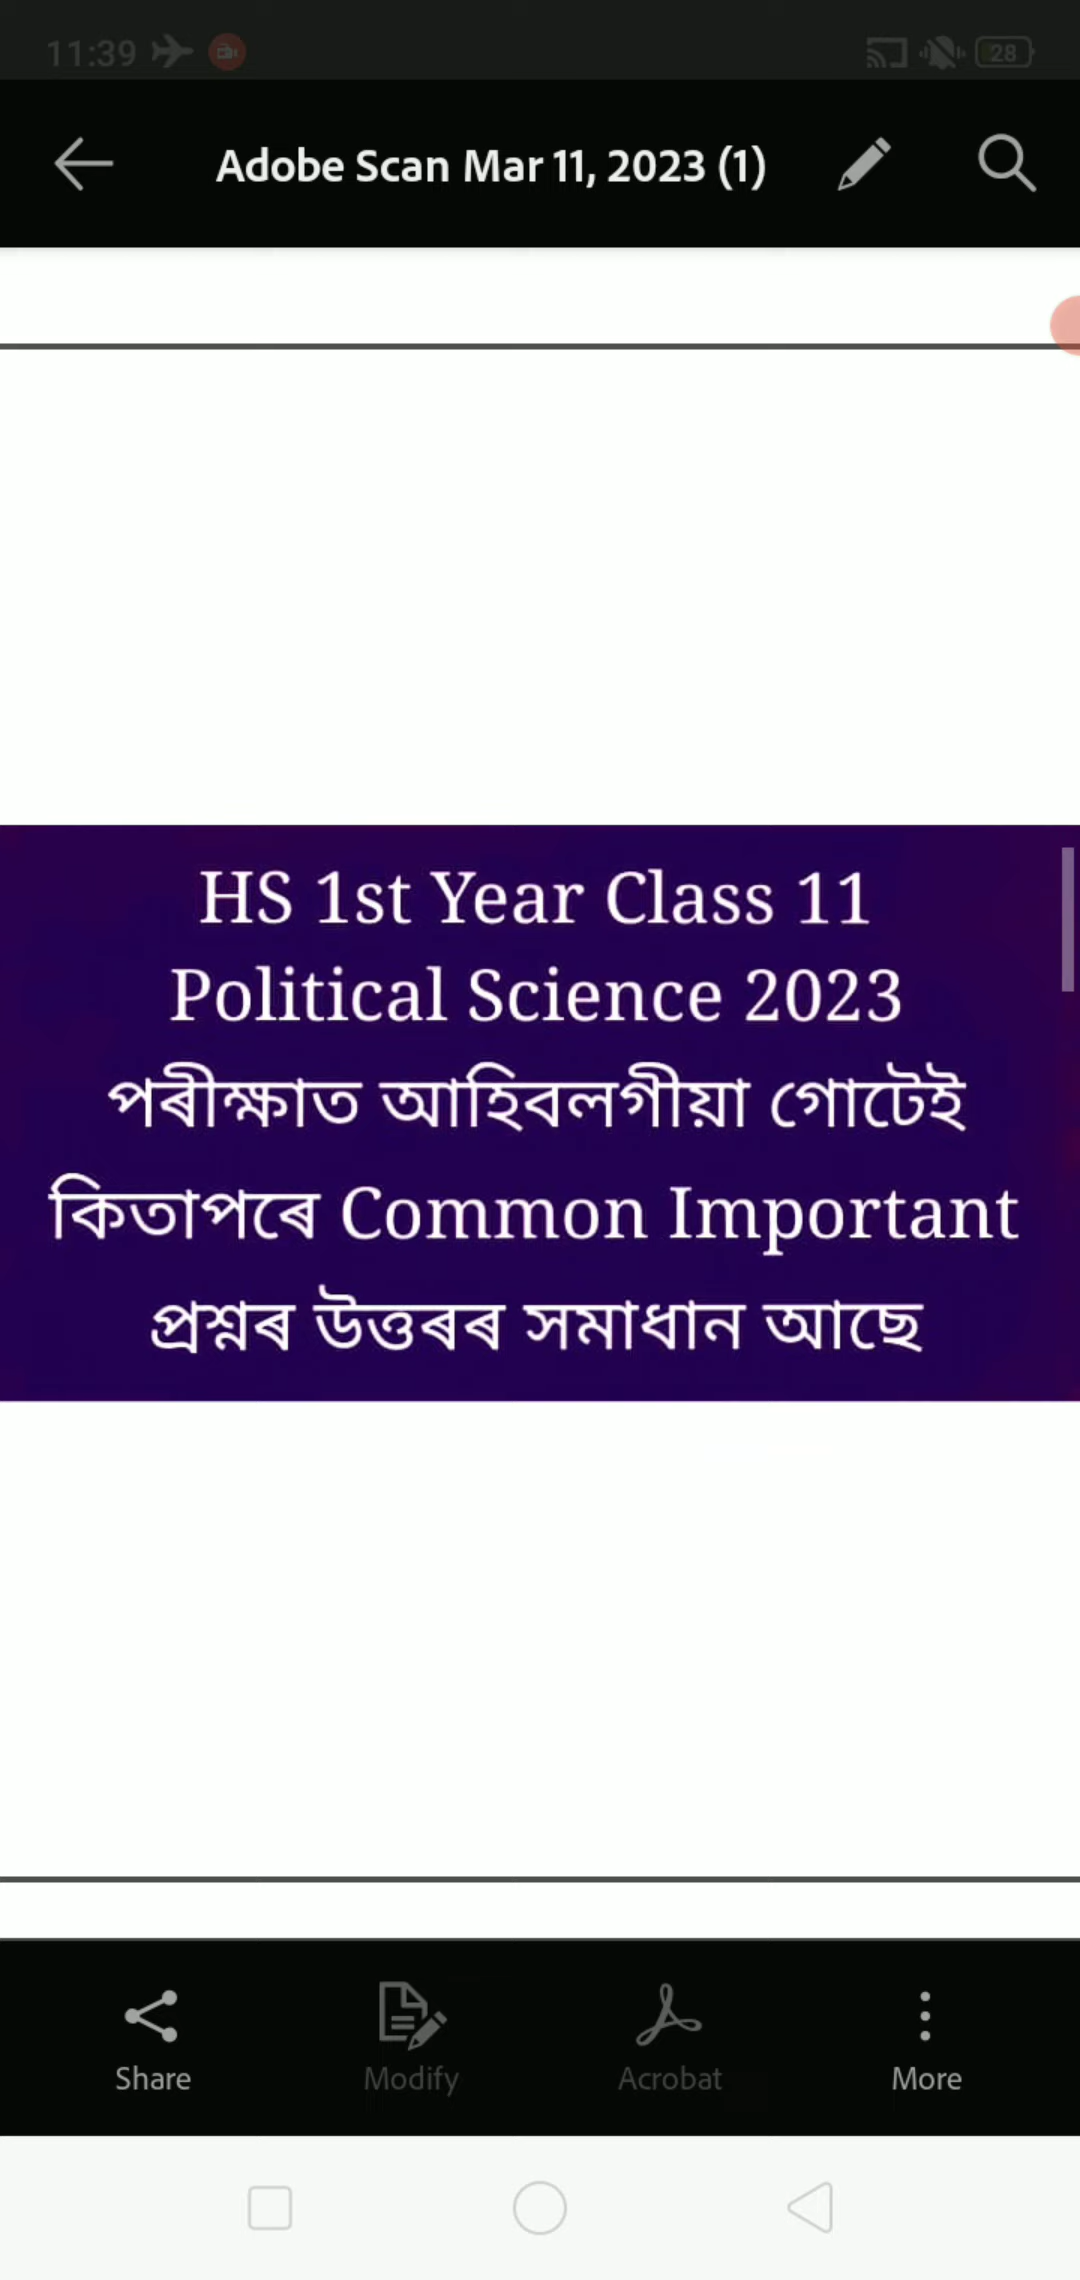 11:39
28
Adobe Scan Mar 11, 2023 (1)
HS 1st Year Class 11
Political Science 2023
পৰীক্ষাত আহিবলগীয়া গোটেই
কিতাপৰে Common Important
প্ৰশ্নৰ উত্তৰৰ সমাধান আছে
Share
Modify
Acrobat
More